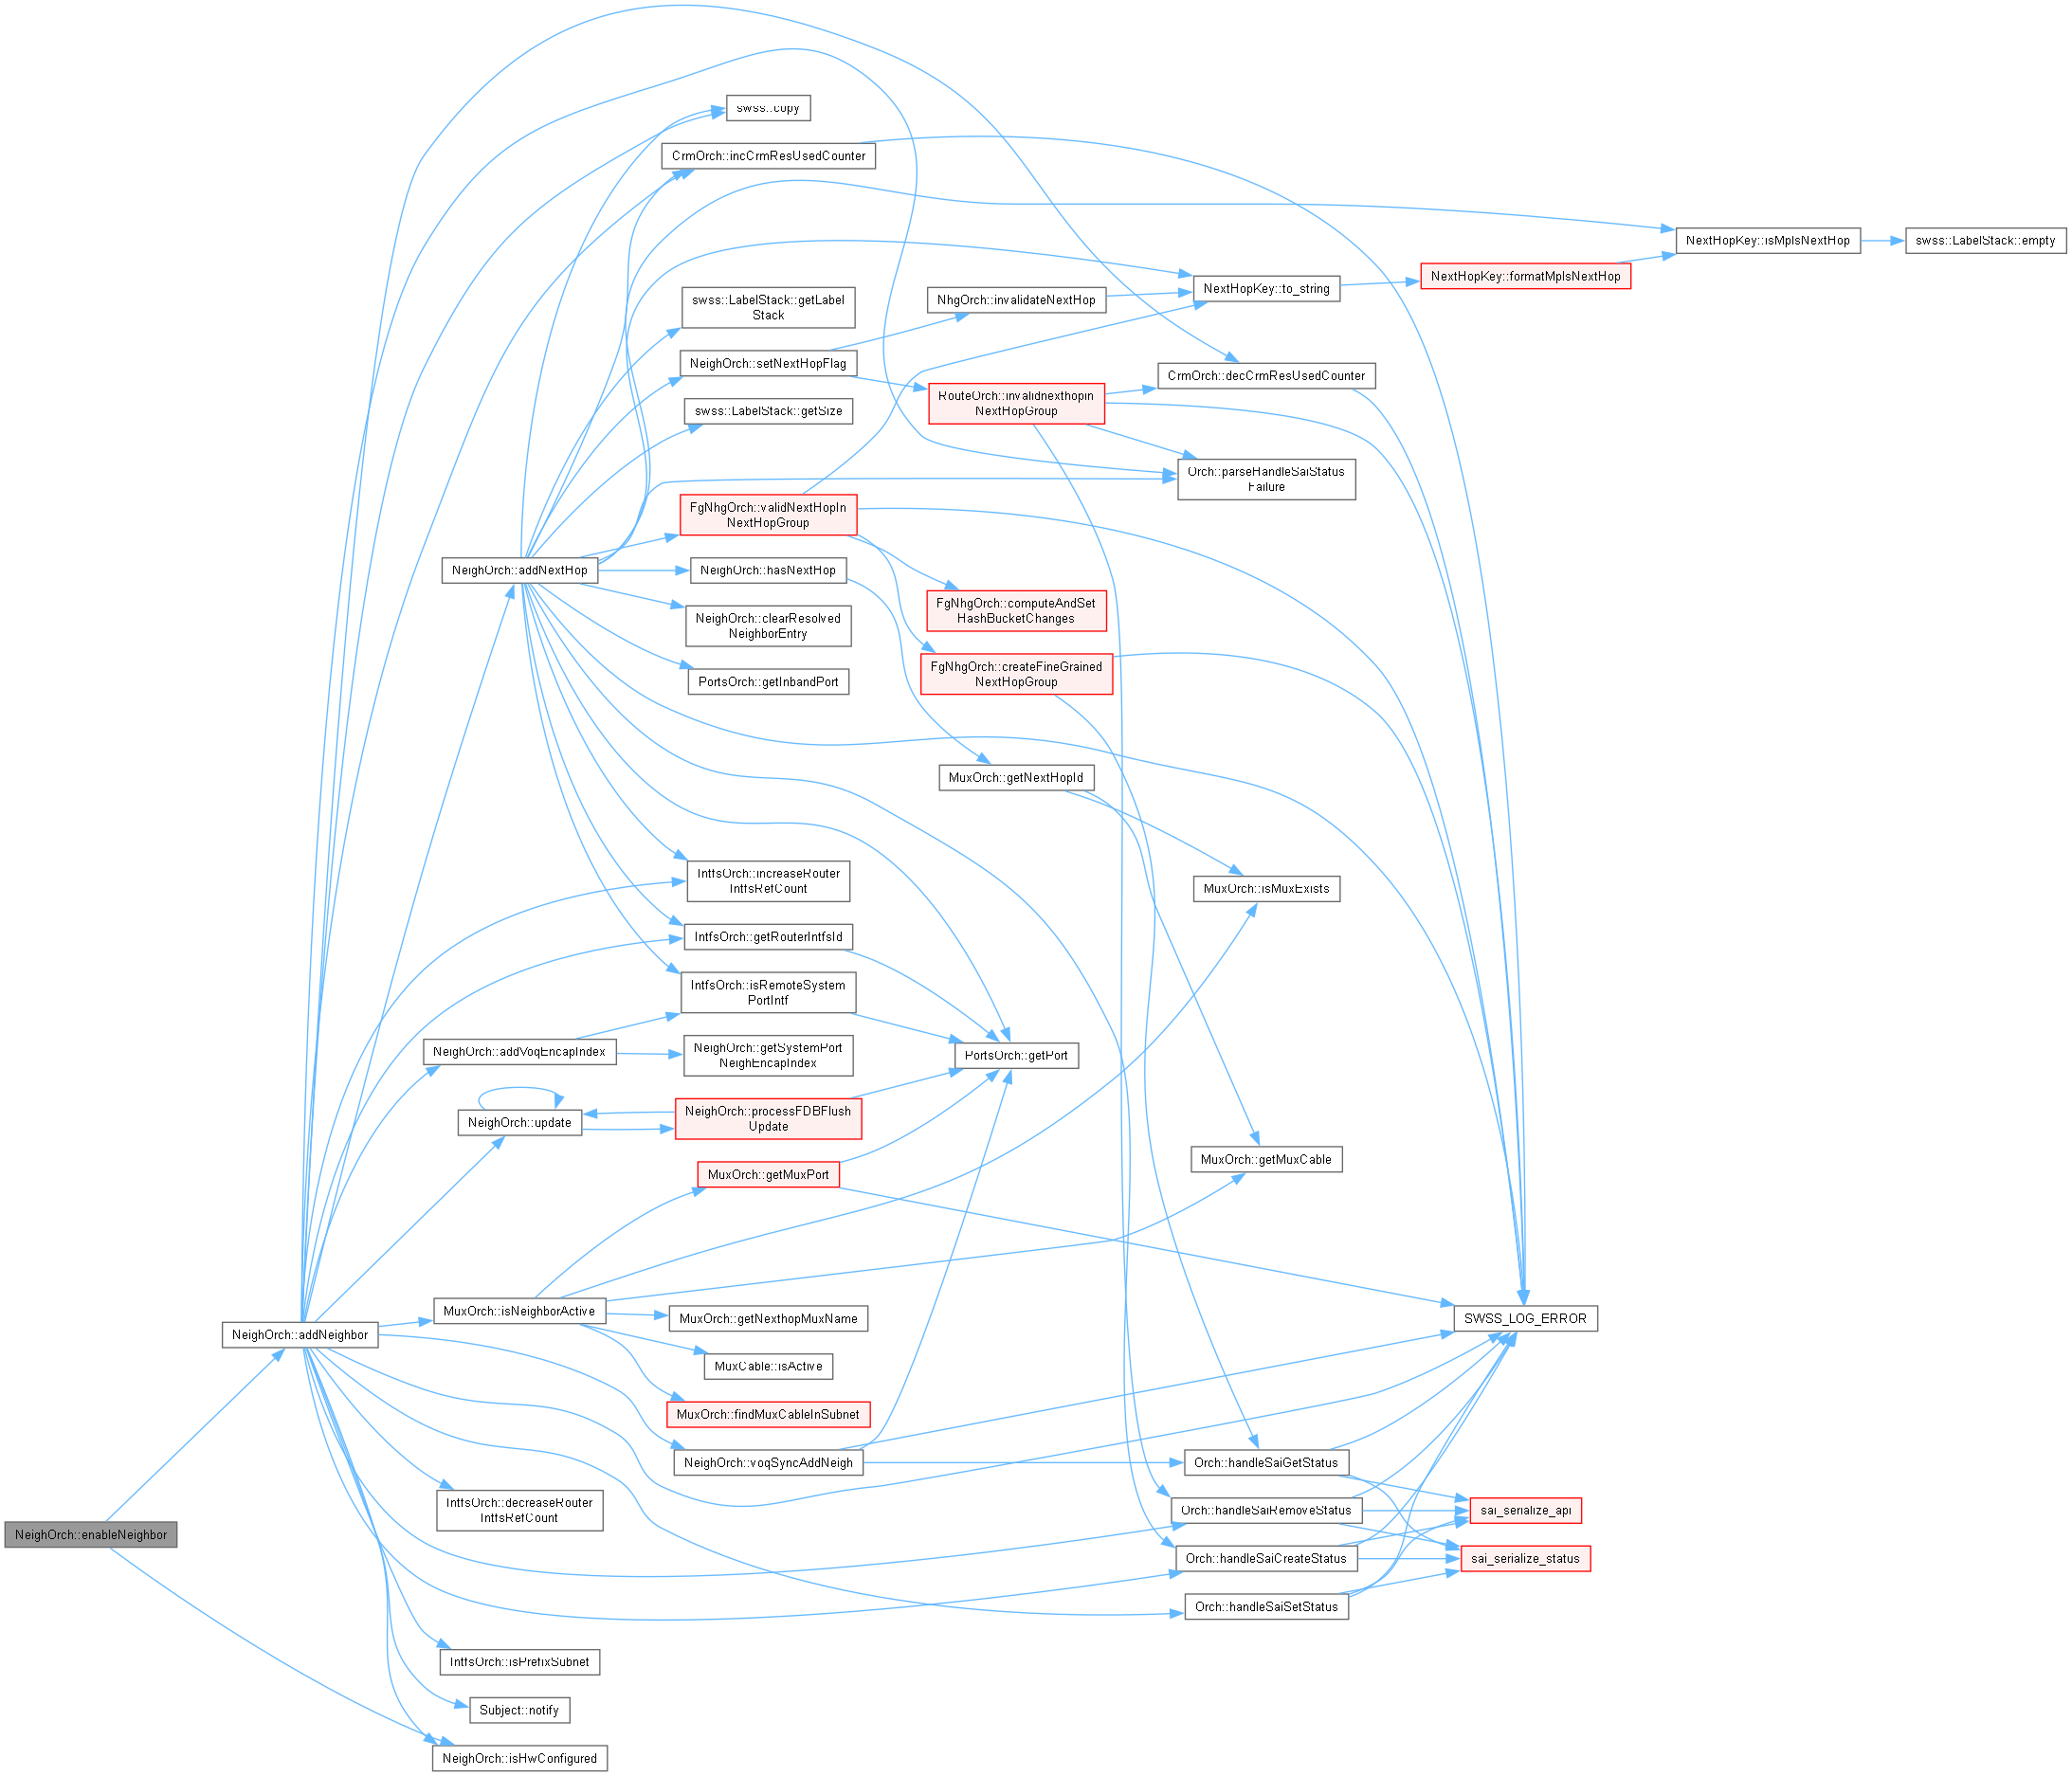 swss::copy
CrmOrch::incCrmResUsedCounter
NextHopKey::isMplsNextHop
swss::LabelStack::empty
NextHopKey::formatMplsNextHop
NextHopKey::to_string
swss::LabelStack::getLabel
Stack
NhgOrch::invalidateNextHop
NeighOrch::setNextHopFlag
CrmOrch::decCrmResUsedCounter
RouteOrch::invalidnexthopin
NextHopGroup
swss::LabelStack::getSize
Orch::parseHandleSaiStatus
Failure
FgNhgOrch::validNextHopIn
NextHopGroup
NeighOrch::addNextHop
NeighOrch::hasNextHop
FgNhgOrch::computeAndSet
HashBucketChanges
NeighOrch::clearResolved
NeighborEntry
FgNhgOrch::createFineGrained
NextHopGroup
PortsOrch::getInbandPort
MuxOrch::getNextHopId
IntfsOrch::increaseRouter
IntfsRefCount
MuxOrch::isMuxExists
IntfsOrch::getRouterIntfsId
IntfsOrch::isRemoteSystem
PortIntf
NeighOrch::addVoqEncapIndex
NeighOrch::getSystemPort
NeighEncapIndex
PortsOrch::getPort
NeighOrch::update
NeighOrch::processFDBFlush
Update
MuxOrch::getMuxPort
MuxOrch::getMuxCable
MuxOrch::isNeighborActive
MuxOrch::getNexthopMuxName
SWSS_LOG_ERROR
NeighOrch::addNeighbor
MuxCable::isActive
MuxOrch::findMuxCableInSubnet
NeighOrch::voqSyncAddNeigh
Orch::handleSaiGetStatus
IntfsOrch::decreaseRouter
IntfsRefCount
Orch::handleSaiRemoveStatus
sai_serialize_api
NeighOrch::enableNeighbor
Orch::handleSaiCreateStatus
sai_serialize_status
Orch::handleSaiSetStatus
IntfsOrch::isPrefixSubnet
Subject::notify
NeighOrch::isHwConfigured